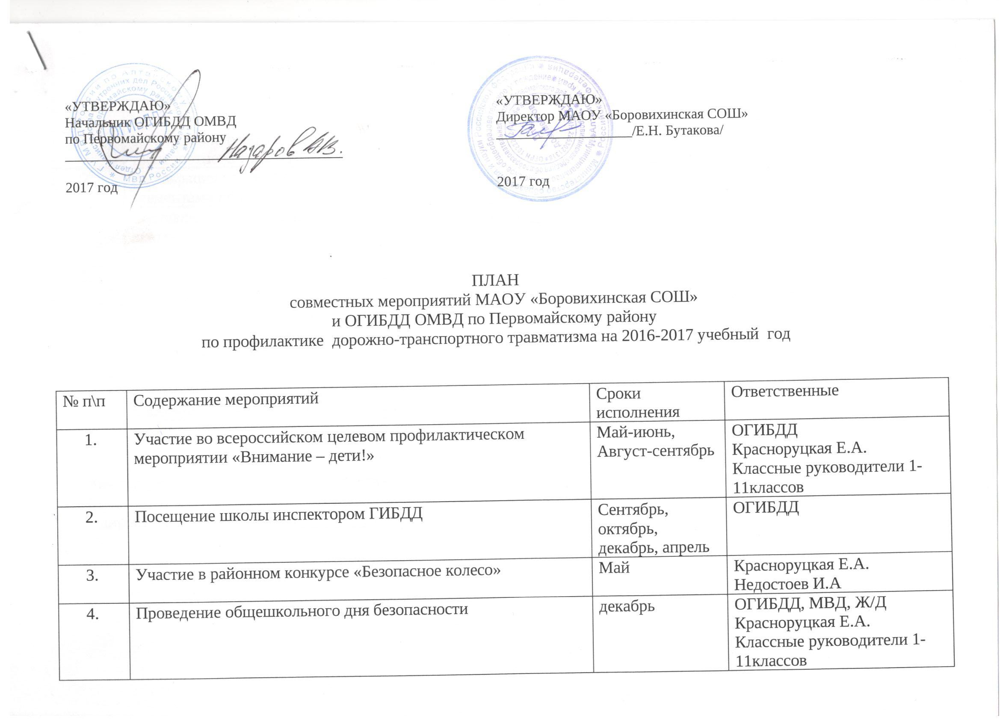 «УТВЕРЖДАЮ»
Начальник ОГИБДД ОМВД
по Первомайскому району
Назаров А.В.
2017 год
«УТВЕРЖДАЮ»
Директор МАОУ «Боровихинская СОШ»
/Е.Н. Бутакова/
2017 год
ОГИБДД
ПЛАН
совместных мероприятий МАОУ «Боровихинская СОШ»
и ОГИБДД ОМВД по Первомайскому району
по профилактике дорожно-транспортного травматизма на 2016-2017 учебный год
№ п\п
Содержание мероприятий
Сроки
исполнения
Ответственные
1.
Участие во всероссийском целевом профилактическом
мероприятии «Внимание – дети!»
Май-июнь,
Август-сентябрь
ОГИБДД
Красноруцкая Е.А.
Классные руководители 1-
11классов
2.
Посещение школы инспектором ГИБДД
Сентябрь,
октябрь,
декабрь, апрель
ОГИБДД
3.
Участие в районном конкурсе «Безопасное колесо»
Май
Красноруцкая Е.А.
Недостоев И.А
4.
Проведение общешкольного дня безопасности
декабрь
ОГИБДД, МВД, Ж/Д
Красноруцкая Е.А.
Классные руководители 1-
11классов